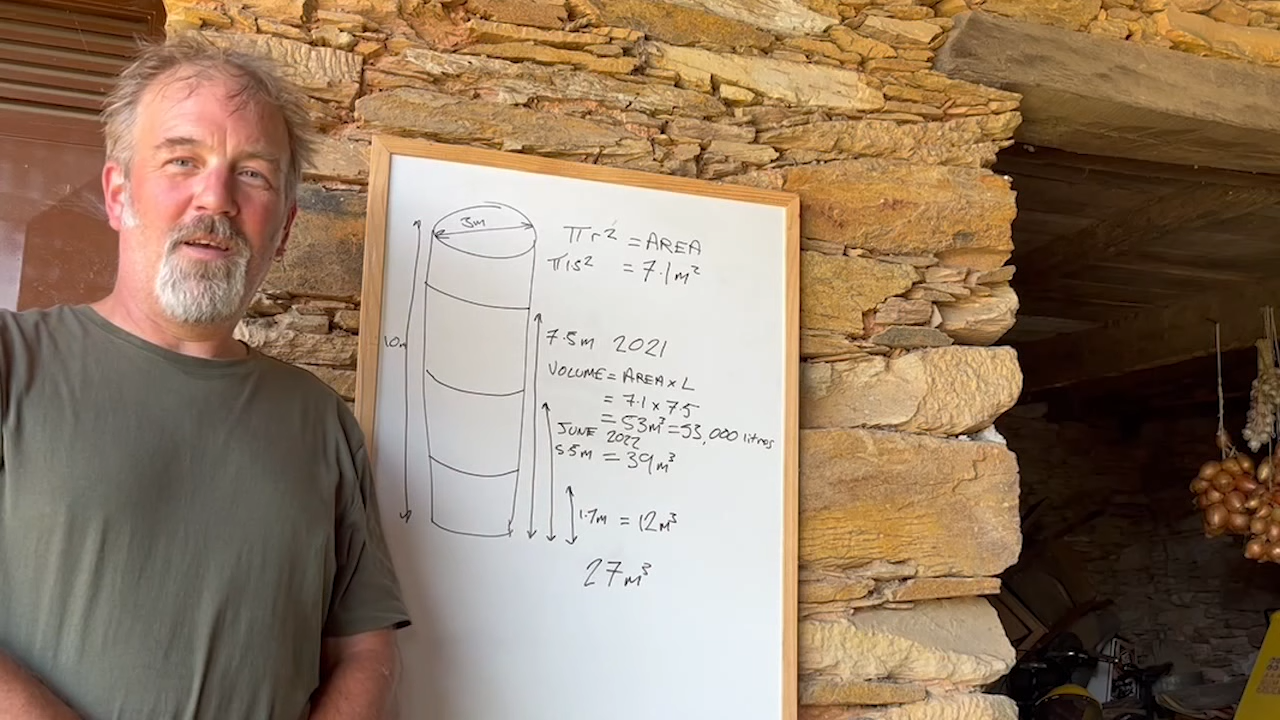 3m
πr² = AREA
π1.5² = 7.1m²
10m
7.5m 2021
VOLUME = AREA x L
= 7.1 x 7.5
= 53m³ = 53,000 litres
JUNE 2022
5.5m = 39m³
1.7m = 12m³
27m³